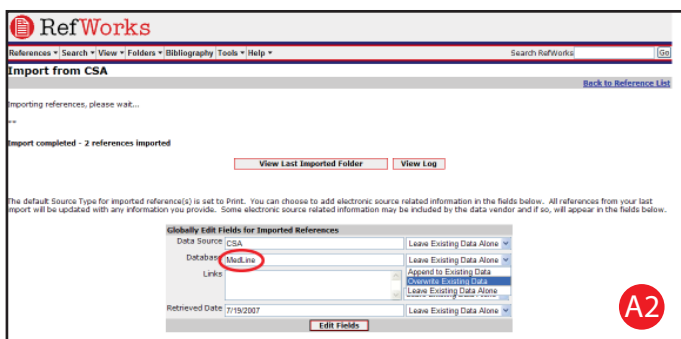 RefWorks
References Search View Folders Bibliography Tools Help Search RefWorks Go
Import from CSA
Back to Reference List
Importing references, please wait...
**
Import completed - 2 references imported
View Last Imported Folder View Log
The default Source Type for imported reference(s) is set to Print. You can choose to add electronic source related information in the fields below. All references from your last
import will be updated with any information you provide. Some electronic source related information may be included by the data vendor and if so, will appear in the fields below.
Globally Edit Fields for Imported References
Data Source CSA Leave Existing Data Alone
Database MedLine Leave Existing Data Alone
Links Append to Existing Data
Overwrite Existing Data
Leave Existing Data Alone
Retrieved Date 7/19/2007 Leave Existing Data Alone
Edit Fields
A2